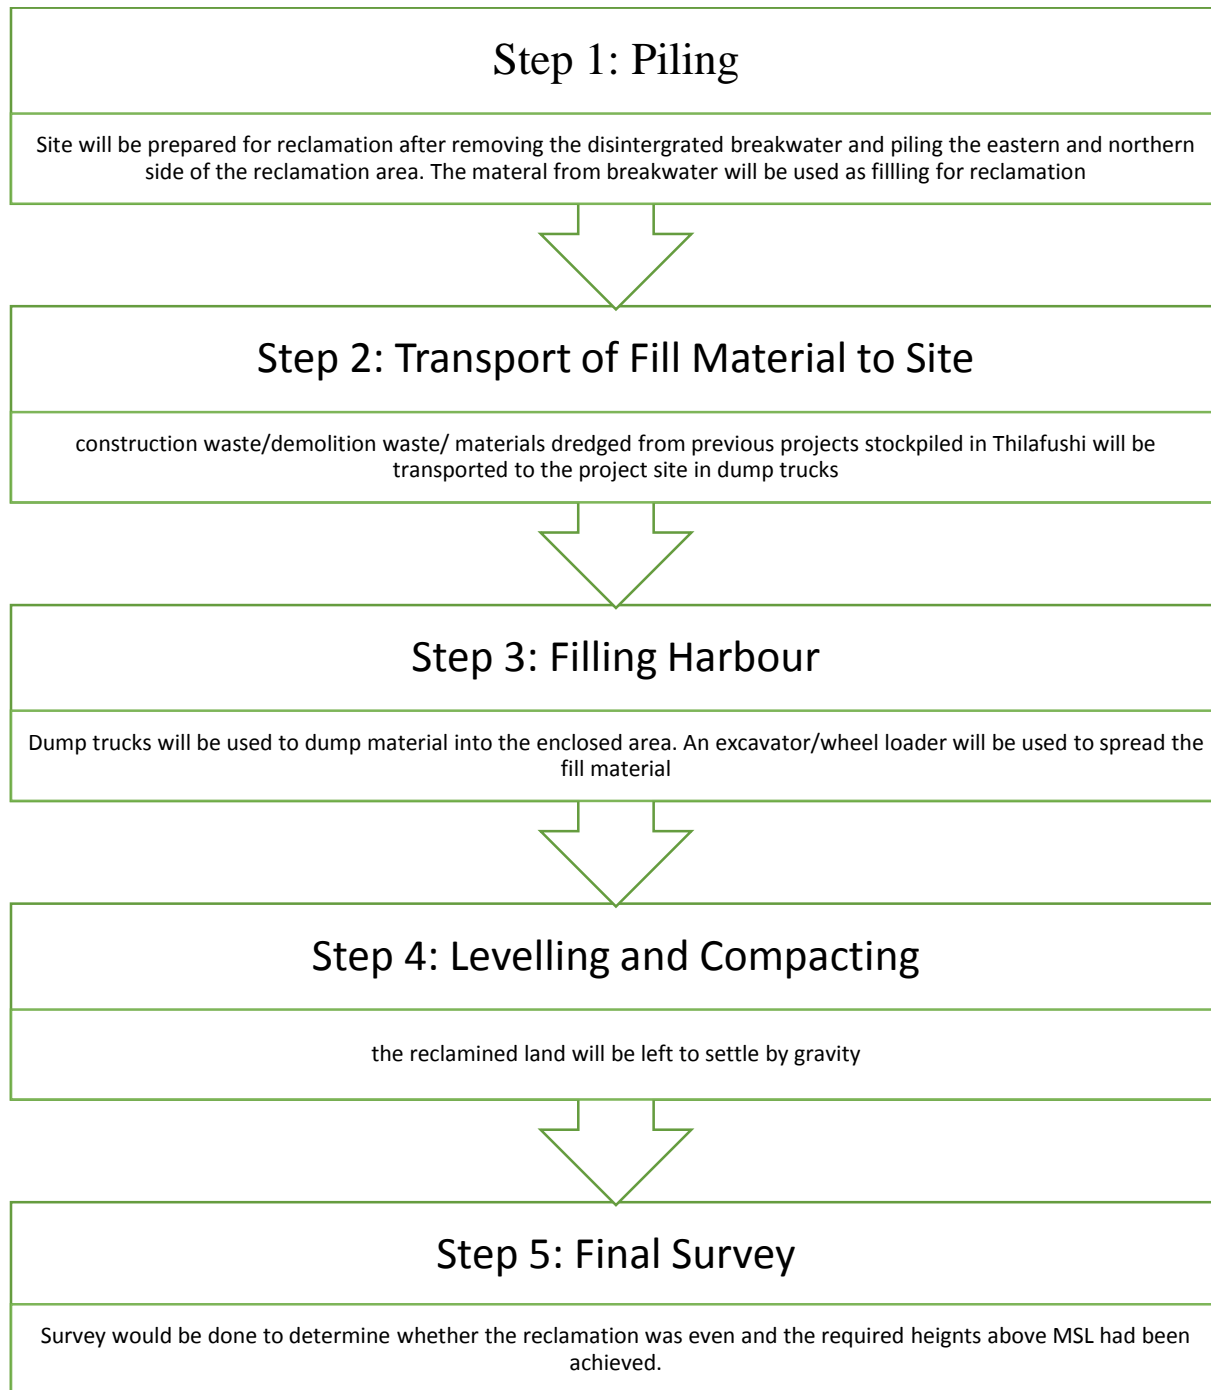 Step 1: Piling
Site will be prepared for reclamation after removing the disintergrated breakwater and piling the eastern and northern
side of the reclamation area. The materal from breakwater will be used as fillling for reclamation
Step 2: Transport of Fill Material to Site
construction waste/demolition waste/ materials dredged from previous projects stockpiled in Thilafushi will be
transported to the project site in dump trucks
Step 3: Filling Harbour
Dump trucks will be used to dump material into the enclosed area. An excavator/wheel loader will be used to spread the
fill material
Step 4: Levelling and Compacting
the reclamined land will be left to settle by gravity
Step 5: Final Survey
Survey would be done to determine whether the reclamation was even and the required heignts above MSL had been
achieved.